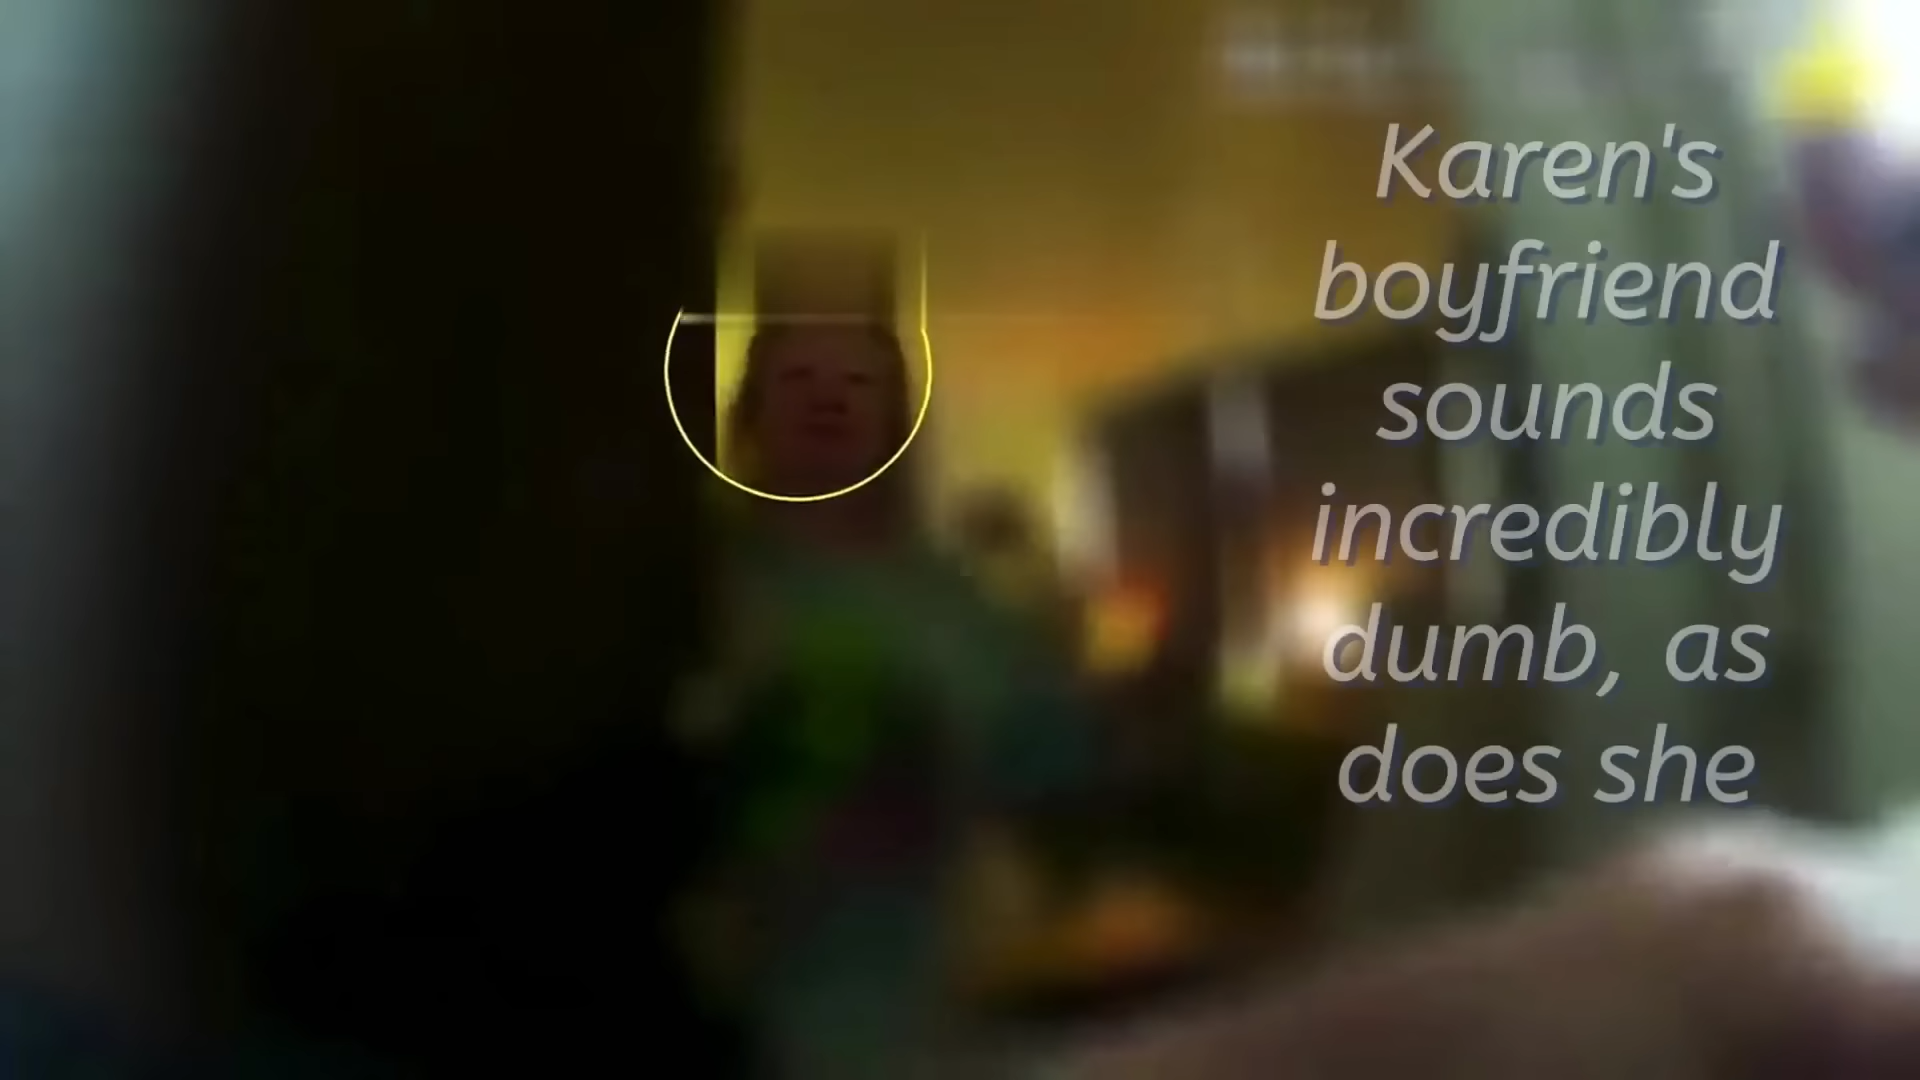 Karen's
boyfriend
sounds
incredibly
dumb, as
does she